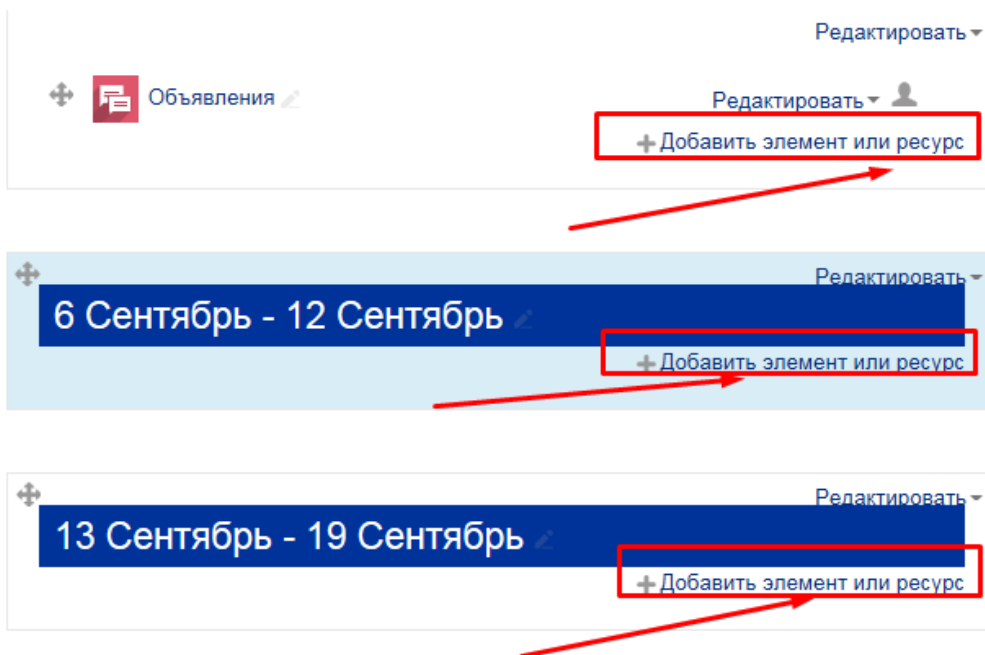 Редактировать
Объявления Редактировать
Добавить элемент или ресурс
Редактировать
6 Сентябрь - 12 Сентябрь
Добавить элемент или ресурс
Редактировать
13 Сентябрь - 19 Сентябрь
Добавить элемент или ресурс